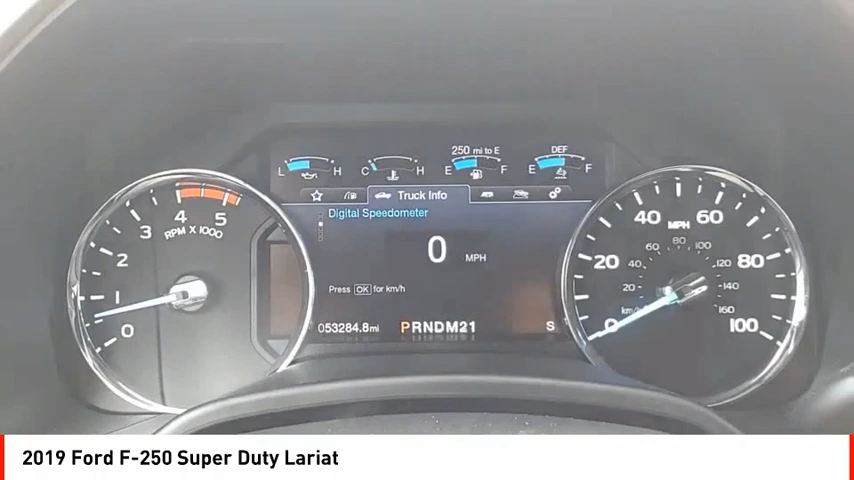 250 mi to E DEF
L H C H E F E F
Truck Info
Digital Speedometer
0 MPH
Press OK for km/h
053284.8mi PRNDM21 S
0 1 2 3 4 5
RPM X 1000
0 20 40 60 80 100
MPH
20 40 60 80 100 120 140 160
km/h
2019 Ford F-250 Super Duty Lariat